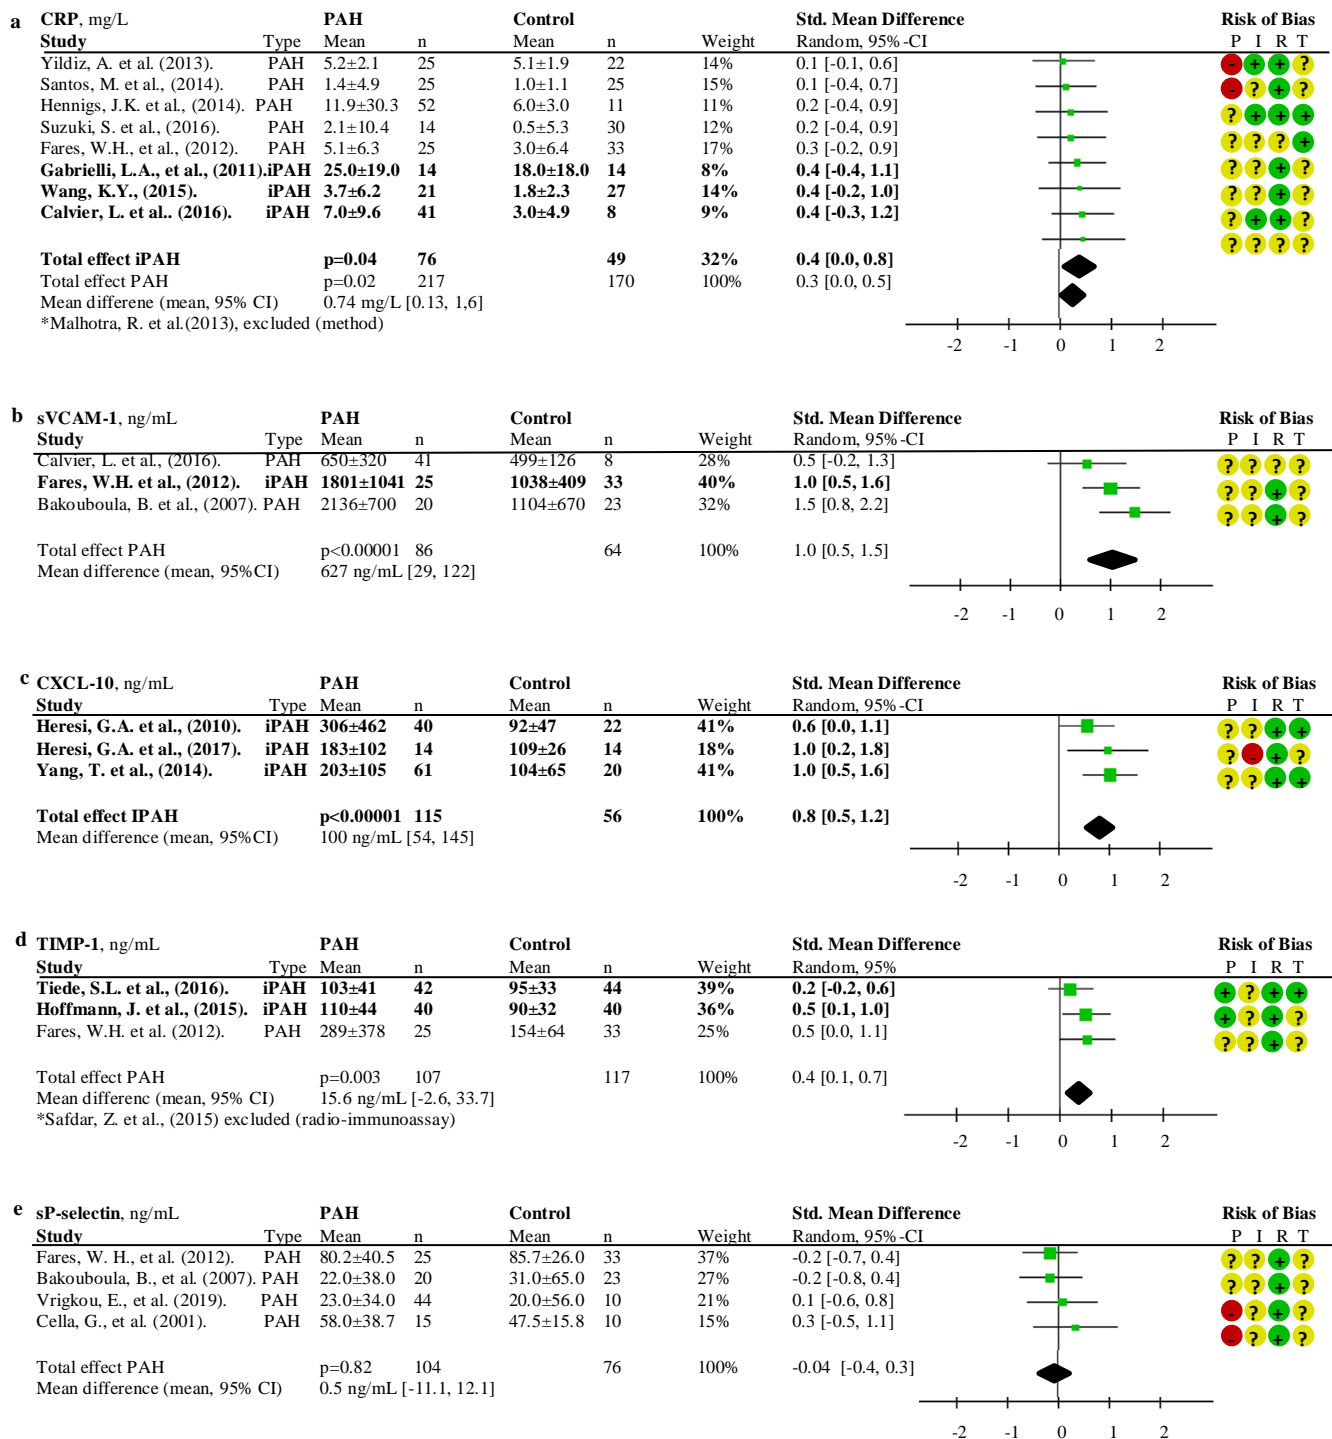 a CRP, mg/L PAH Control Std. Mean Difference Risk of Bias
Study Type Mean n Mean n Weight Random, 95%-CI P I R T
Yildiz, A. et al. (2013). PAH 5.2±2.1 25 5.1±1.9 22 14% 0.1 [-0.1, 0.6] - + + ?
Santos, M. et al., (2014). PAH 1.4±4.9 25 1.0±1.1 25 15% 0.1 [-0.4, 0.7] - ? + ?
Hennigs, J.K. et al., (2014). PAH 11.9±30.3 52 6.0±3.0 11 11% 0.2 [-0.4, 0.9] ? + + +
Suzuki, S. et al., (2016). PAH 2.1±10.4 14 0.5±5.3 30 12% 0.2 [-0.4, 0.9] ? ? ? +
Fares, W.H., et al., (2012). PAH 5.1±6.3 25 3.0±6.4 33 17% 0.3 [-0.2, 0.9] ? ? + ?
Gabrielli, L.A., et al., (2011). iPAH 25.0±19.0 14 18.0±18.0 14 8% 0.4 [-0.4, 1.1] ? ? + ?
Wang, K.Y., (2015). iPAH 3.7±6.2 21 1.8±2.3 27 14% 0.4 [-0.2, 1.0] ? + + ?
Calvier, L. et al.. (2016). iPAH 7.0±9.6 41 3.0±4.9 8 9% 0.4 [-0.3, 1.2] ? ? ? ?
Total effect iPAH p=0.04 76 49 32% 0.4 [0.0, 0.8]
Total effect PAH p=0.02 217 170 100% 0.3 [0.0, 0.5]
Mean differene (mean, 95% CI) 0.74 mg/L [0.13, 1,6]
*Malhotra, R. et al.(2013), excluded (method)
-2 -1 0 1 2
b sVCAM-1, ng/mL PAH Control Std. Mean Difference Risk of Bias
Study Type Mean n Mean n Weight Random, 95%-CI P I R T
Calvier, L. et al., (2016). PAH 650±320 41 499±126 8 28% 0.5 [-0.2, 1.3] ? ? ? ?
Fares, W.H. et al., (2012). iPAH 1801±1041 25 1038±409 33 40% 1.0 [0.5, 1.6] ? ? + ?
Bakouboula, B. et al., (2007). PAH 2136±700 20 1104±670 23 32% 1.5 [0.8, 2.2] ? ? + ?
Total effect PAH p<0.00001 86 64 100% 1.0 [0.5, 1.5]
Mean difference (mean, 95%CI) 627 ng/mL [29, 122]
-2 -1 0 1 2
c CXCL-10, ng/mL PAH Control Std. Mean Difference Risk of Bias
Study Type Mean n Mean n Weight Random, 95%-CI P I R T
Heresi, G.A. et al., (2010). iPAH 306±462 40 92±47 22 41% 0.6 [0.0, 1.1] ? ? + +
Heresi, G.A. et al., (2017). iPAH 183±102 14 109±26 14 18% 1.0 [0.2, 1.8] ? - + ?
Yang, T. et al., (2014). iPAH 203±105 61 104±65 20 41% 1.0 [0.5, 1.6] ? ? + +
Total effect IPAH p<0.00001 115 56 100% 0.8 [0.5, 1.2]
Mean difference (mean, 95%CI) 100 ng/mL [54, 145]
-2 -1 0 1 2
d TIMP-1, ng/mL PAH Control Std. Mean Difference Risk of Bias
Study Type Mean n Mean n Weight Random, 95% P I R T
Tiede, S.L. et al., (2016). iPAH 103±41 42 95±33 44 39% 0.2 [-0.2, 0.6] + ? + +
Hoffmann, J. et al., (2015). iPAH 110±44 40 90±32 40 36% 0.5 [0.1, 1.0] + ? + ?
Fares, W.H. et al. (2012). PAH 289±378 25 154±64 33 25% 0.5 [0.0, 1.1] ? ? + ?
Total effect PAH p=0.003 107 117 100% 0.4 [0.1, 0.7]
Mean differenc (mean, 95% CI) 15.6 ng/mL [-2.6, 33.7]
*Safdar, Z. et al., (2015) excluded (radio-immunoassay)
-2 -1 0 1 2
e sP-selectin, ng/mL PAH Control Std. Mean Difference Risk of Bias
Study Type Mean n Mean n Weight Random, 95%-CI P I R T
Fares, W. H., et al. (2012). PAH 80.2±40.5 25 85.7±26.0 33 37% -0.2 [-0.7, 0.4] ? ? + ?
Bakouboula, B., et al. (2007). PAH 22.0±38.0 20 31.0±65.0 23 27% -0.2 [-0.8, 0.4] ? ? + ?
Vrigkou, E., et al. (2019). PAH 23.0±34.0 44 20.0±56.0 10 21% 0.1 [-0.6, 0.8] - ? + ?
Cella, G., et al. (2001). PAH 58.0±38.7 15 47.5±15.8 10 15% 0.3 [-0.5, 1.1] - ? + ?
Total effect PAH p=0.82 104 76 100% -0.04 [-0.4, 0.3]
Mean difference (mean, 95% CI) 0.5 ng/mL [-11.1, 12.1]
-2 -1 0 1 2